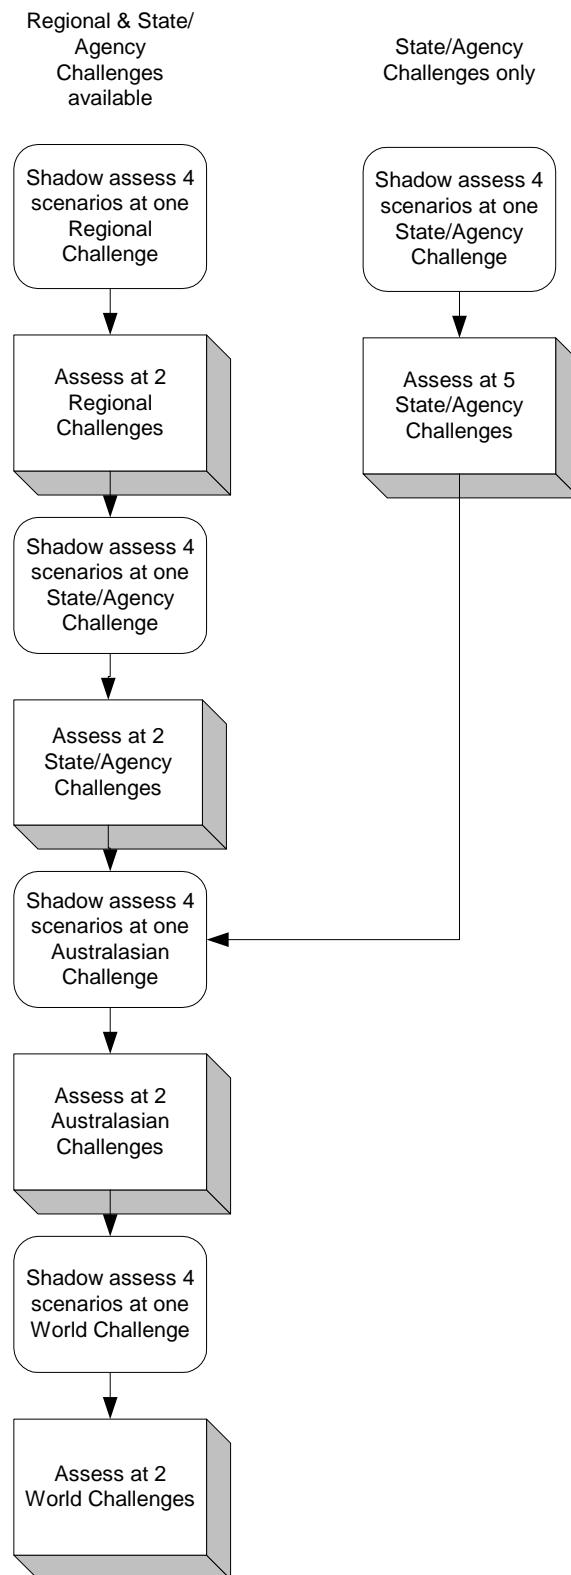 Regional & State/
Agency
Challenges
available
State/Agency
Challenges only
Shadow assess 4
scenarios at one
Regional
Challenge
Shadow assess 4
scenarios at one
State/Agency
Challenge
Assess at 2
Regional
Challenges
Assess at 5
State/Agency
Challenges
Shadow assess 4
scenarios at one
State/Agency
Challenge
Assess at 2
State/Agency
Challenges
Shadow assess 4
scenarios at one
Australasian
Challenge
Assess at 2
Australasian
Challenges
Shadow assess 4
scenarios at one
World Challenge
Assess at 2
World Challenges